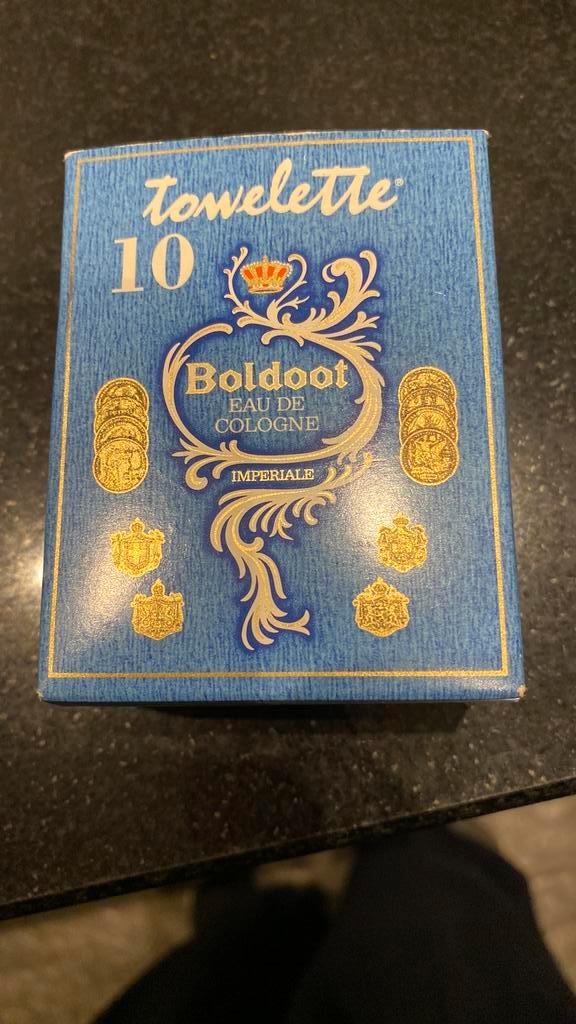 towelette®
10
Boldoot
EAU DE
COLOGNE
IMPERIALE